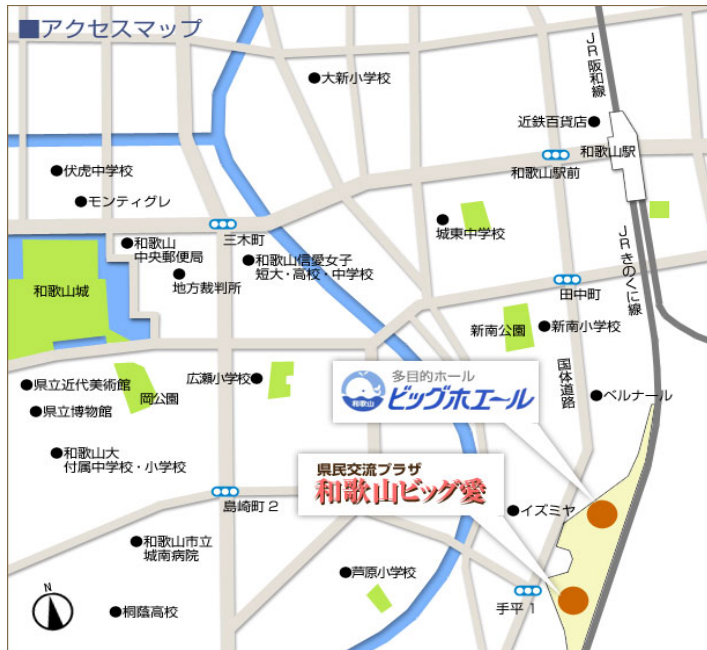 ■アクセスマップ
大新小学校
JR阪和線
近鉄百貨店
和歌山駅
和歌山駅前
伏虎中学校
モンティグレ
三木町
城東中学校
和歌山
中央郵便局
和歌山信愛女子
短大・高校・中学校
地方裁判所
JRきのくに線
和歌山城
田中町
新南公園
新南小学校
国体道路
県立近代美術館
岡公園
広瀬小学校
多目的ホール
和歌山
ビッグホエール
ベルナール
県立博物館
和歌山大
付属中学校・小学校
県民交流プラザ
和歌山ビッグ愛
島崎町2
イズミヤ
和歌山市立
城南病院
芦原小学校
手平1
N
桐蔭高校